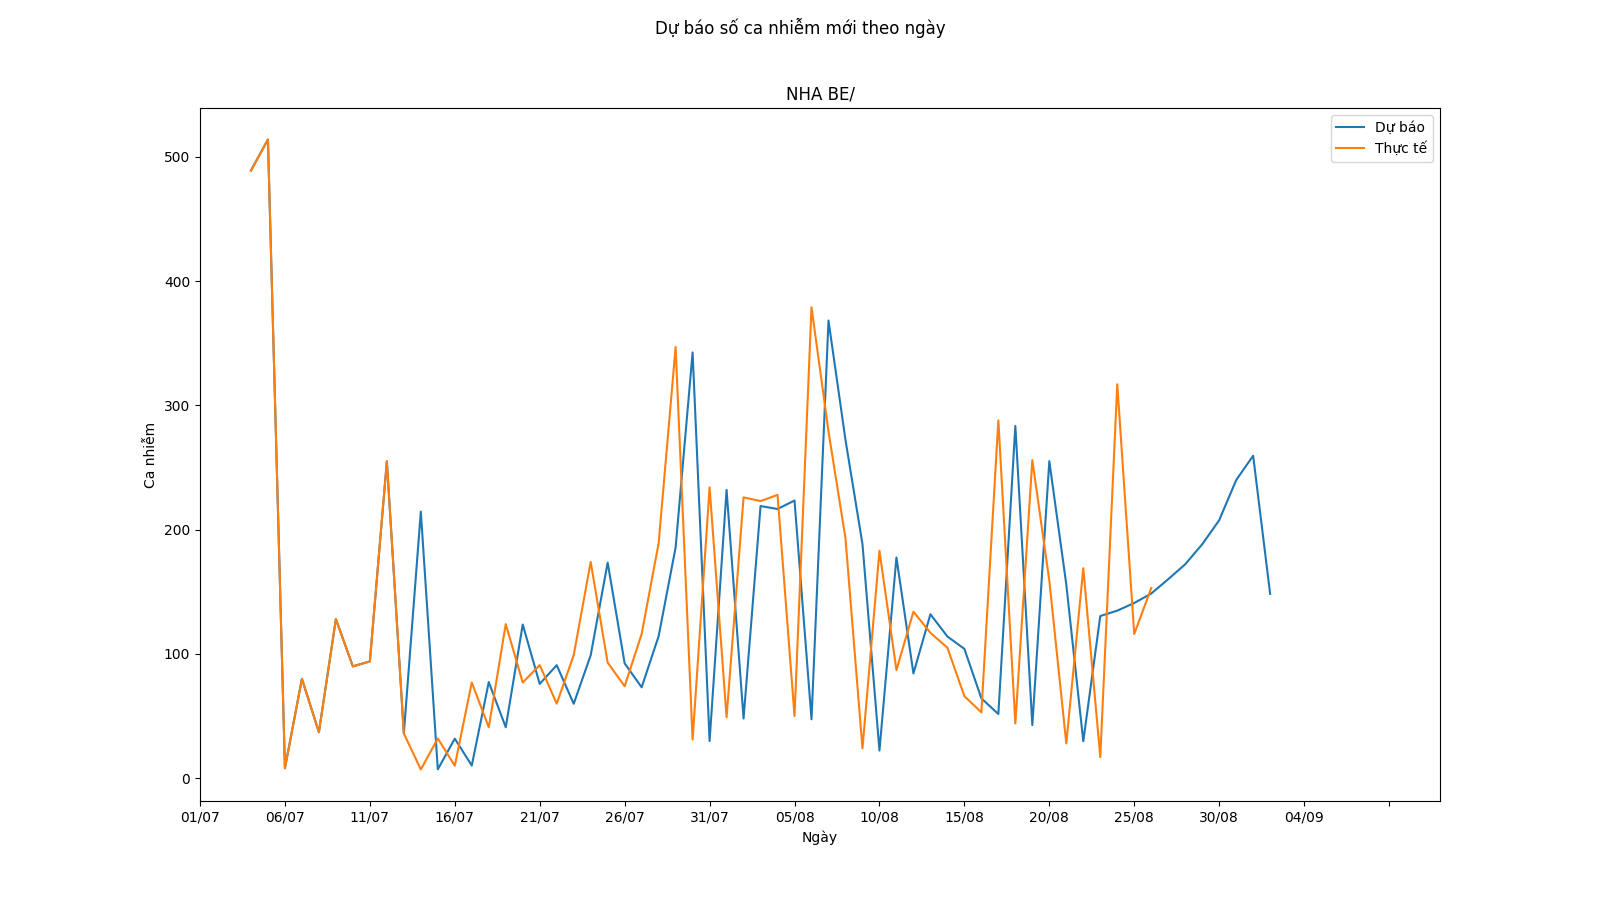 Dự báo số ca nhiễm mới theo ngày
NHA BE/
Dự báo
Thực tế
500
400
300
200
100
0
Ca nhiễm
01/07 06/07 11/07 16/07 21/07 26/07 31/07 05/08 10/08 15/08 20/08 25/08 30/08 04/09
Ngày